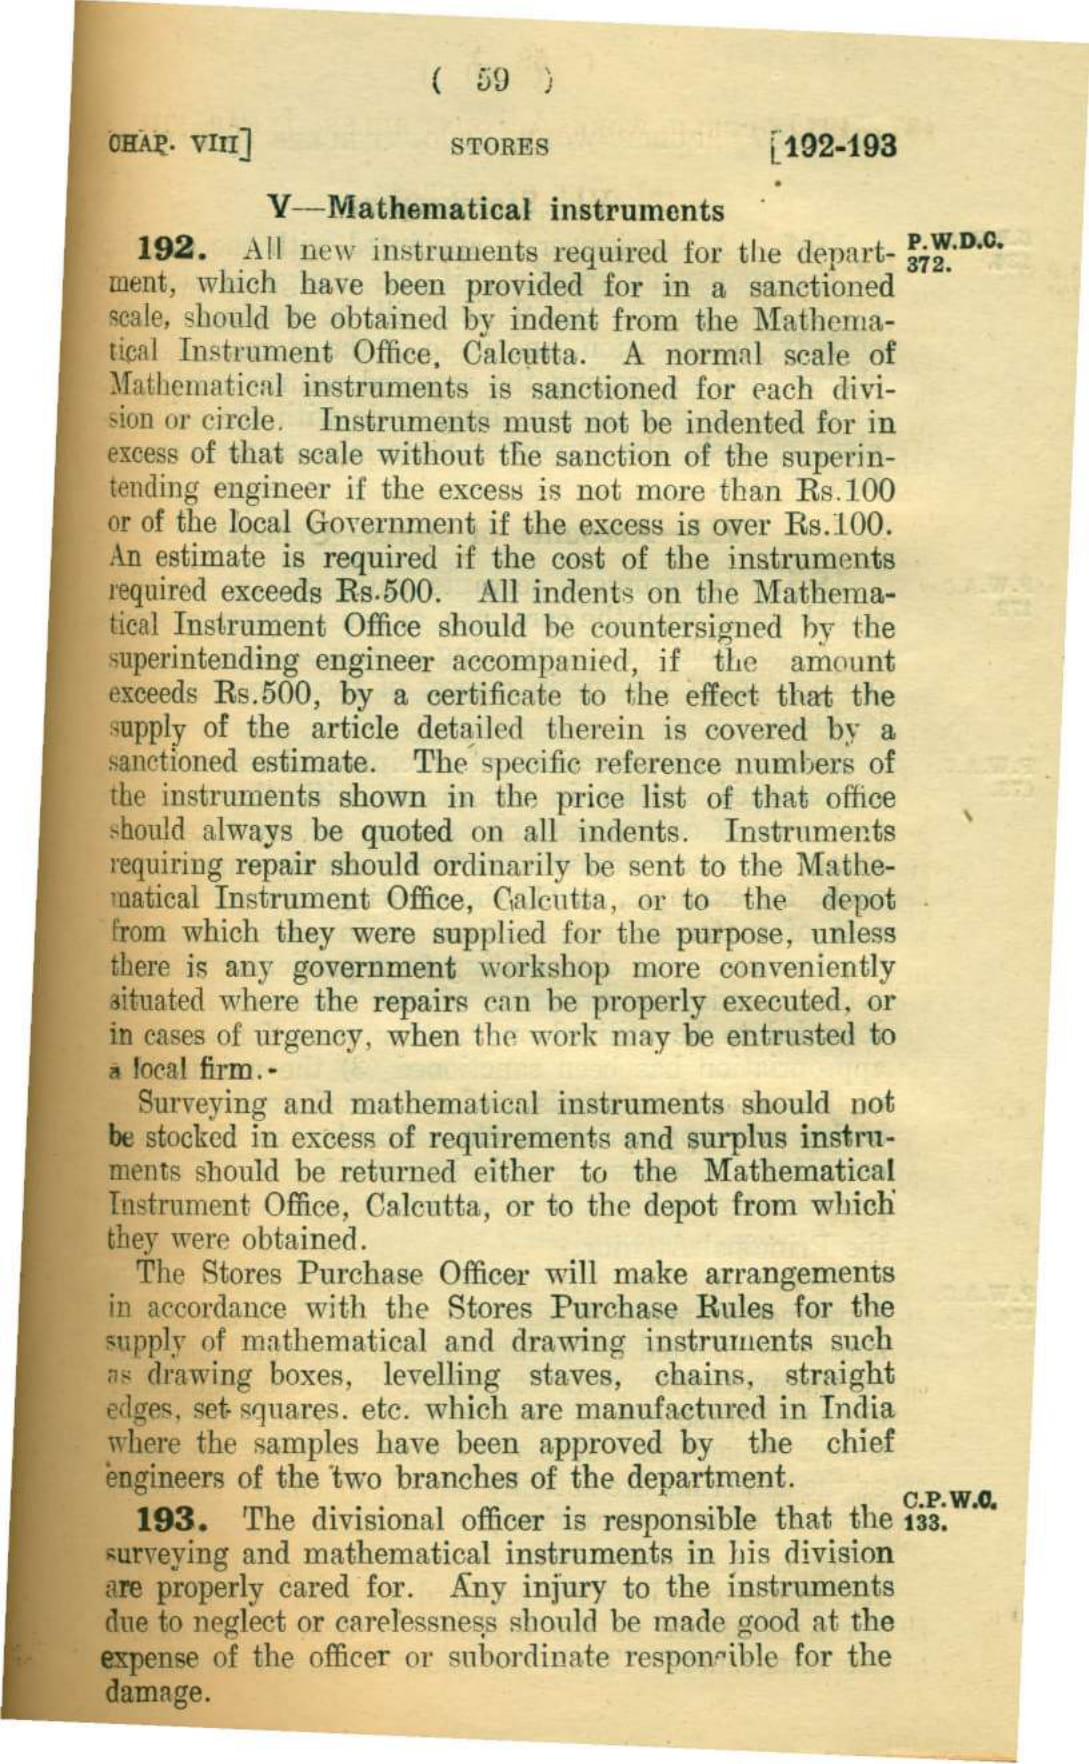 ( 59 )
CHAP. VIII] STORES [192-193
V—Mathematical instruments
192. All new instruments required for the depart- P.W.D.C.
ment, which have been provided for in a sanctioned 372.
scale, should be obtained by indent from the Mathema-
tical Instrument Office, Calcutta. A normal scale of
Mathematical instruments is sanctioned for each divi-
sion or circle. Instruments must not be indented for in
excess of that scale without the sanction of the superin-
tending engineer if the excess is not more than Rs.100
or of the local Government if the excess is over Rs.100.
An estimate is required if the cost of the instruments
required exceeds Rs.500. All indents on the Mathema-
tical Instrument Office should be countersigned by the
superintending engineer accompanied, if the amount
exceeds Rs.500, by a certificate to the effect that the
supply of the article detailed therein is covered by a
sanctioned estimate. The specific reference numbers of
the instruments shown in the price list of that office
should always be quoted on all indents. Instruments
requiring repair should ordinarily be sent to the Mathe-
matical Instrument Office, Calcutta, or to the depot
from which they were supplied for the purpose, unless
there is any government workshop more conveniently
situated where the repairs can be properly executed, or
in cases of urgency, when the work may be entrusted to
a local firm.-
Surveying and mathematical instruments should not
be stocked in excess of requirements and surplus instru-
ments should be returned either to the Mathematical
Instrument Office, Calcutta, or to the depot from which
they were obtained.
The Stores Purchase Officer will make arrangements
in accordance with the Stores Purchase Rules for the
supply of mathematical and drawing instruments such
as drawing boxes, levelling staves, chains, straight
edges, set squares. etc. which are manufactured in India
where the samples have been approved by the chief
engineers of the two branches of the department.
193. The divisional officer is responsible that the C.P.W.C.
surveying and mathematical instruments in his division 133.
are properly cared for. Any injury to the instruments
due to neglect or carelessness should be made good at the
expense of the officer or subordinate responsible for the
damage.